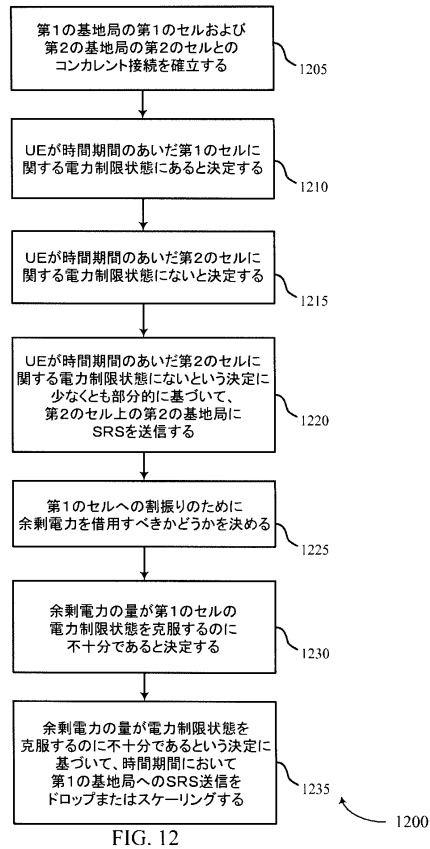 第1の基地局の第1のセルおよび
第2の基地局の第2のセルとの
コンカレント接続を確立する
1205
UEが時間期間のあいだ第1のセルに
関する電力制限状態にあると決定する
1210
UEが時間期間のあいだ第2のセルに
関する電力制限状態にないと決定する
1215
UEが時間期間のあいだ第2のセルに
関する電力制限状態にないという決定に
少なくとも部分的に基づいて、
第2のセル上の第2の基地局に
SRSを送信する
1220
第1のセルへの割振りのために
余剰電力を借用すべきかどうかを決める
1225
余剰電力の量が第1のセルの
電力制限状態を克服するのに
不十分であると決定する
1230
余剰電力の量が電力制限状態を
克服するのに不十分であるという決定に
基づいて、時間期間において
第1の基地局へのSRS送信を
ドロップまたはスケーリングする
1235
1200
FIG. 12